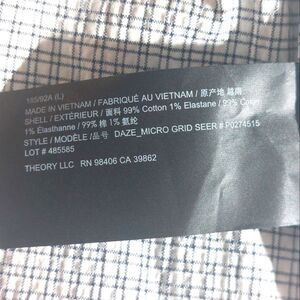 185/92A (L)
MADE IN VIETNAM / FABRIQUÉ AU VIETNAM / 原产地 越南
SHELL / EXTÉRIEUR / 面料 99% Cotton 1% Elastane / 99% Coton
1% Élasthanne / 99% 棉 1% 氨纶
STYLE / MODÈLE /品号 DAZE_MICRO GRID SEER # P0274515
LOT # 485585
THEORY LLC RN 98406 CA 39862